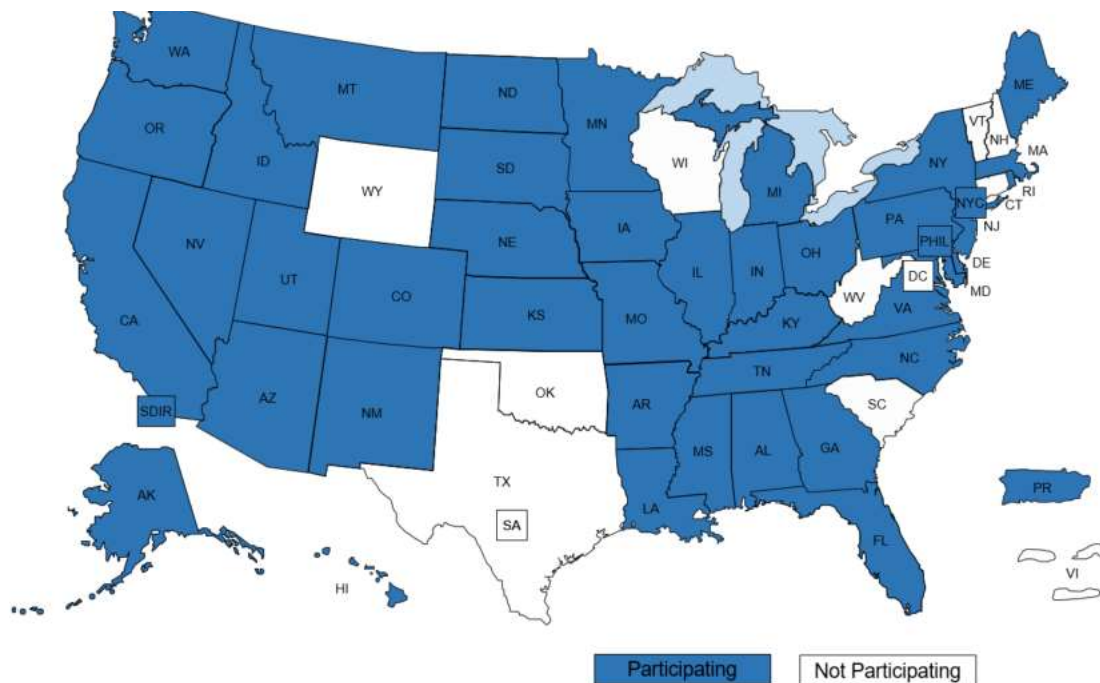 WA
MT
ND
MN
ME
VT
NH
OR
ID
SD
WI
NY
MA
WY
MI
RI
CT
NYC
IA
PA
NJ
NE
NV
PHIL
OH
IL
IN
DE
UT
DC
MD
CO
WV
VA
KS
MO
CA
KY
NC
TN
OK
AZ
AR
SC
SDIR
NM
MS
AL
GA
TX
PR
AK
LA
SA
FL
VI
HI
Participating
Not Participating